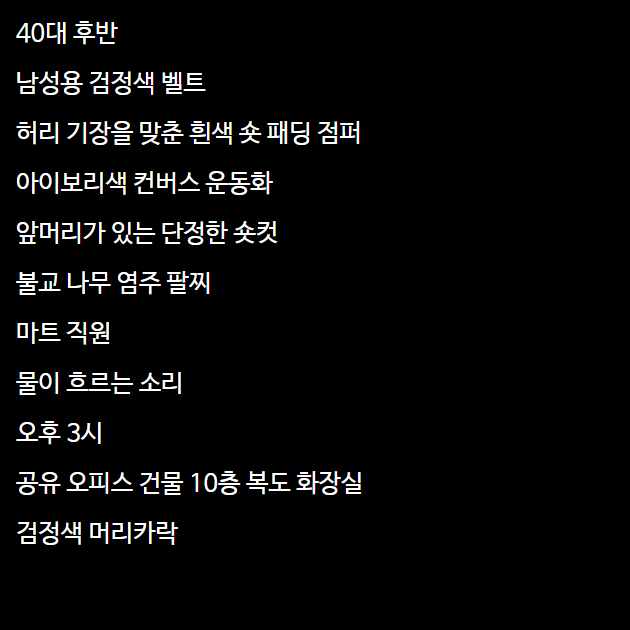 40대 후반
남성용 검정색 벨트
허리 기장을 맞춘 흰색 숏 패딩 점퍼
아이보리색 컨버스 운동화
앞머리가 있는 단정한 숏컷
불교 나무 염주 팔찌
마트 직원
물이 흐르는 소리
오후 3시
공유 오피스 건물 10층 복도 화장실
검정색 머리카락